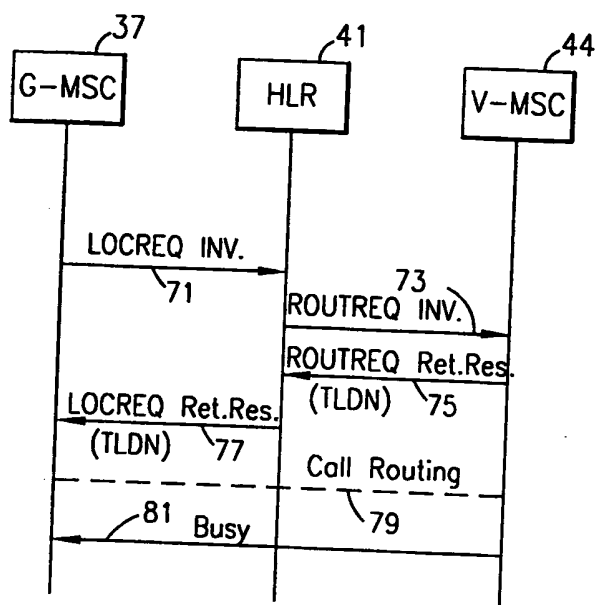 37
41
44
G-MSC
HLR
V-MSC
LOCREQ INV.
71
73
ROUTREQ INV.
ROUTREQ Ret.Res.
(TLDN)
75
LOCREQ Ret.Res.
(TLDN)
77
Call Routing
79
81
Busy